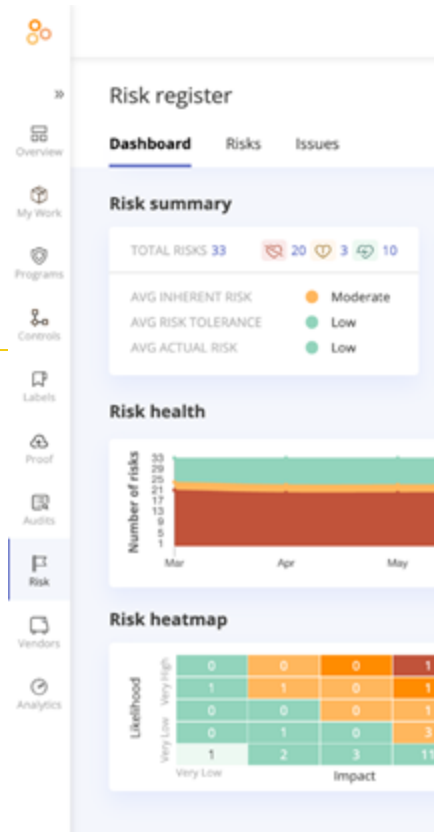 »
Overview
My Work
Programs
Controls
Labels
Proof
Audits
Risk
Vendors
Analytics
Risk register
Dashboard Risks Issues
Risk summary
TOTAL RISKS 33 20 3 10
AVG INHERENT RISK Moderate
AVG RISK TOLERANCE Low
AVG ACTUAL RISK Low
Risk health
Number of risks
33
29
25
21
17
13
9
5
1
Mar Apr May
Risk heatmap
Likelihood
Very High
Very Low
0 0 0 1
1 1 0 1
0 0 0 1
0 1 0 3
1 2 3 11
Very Low
Impact